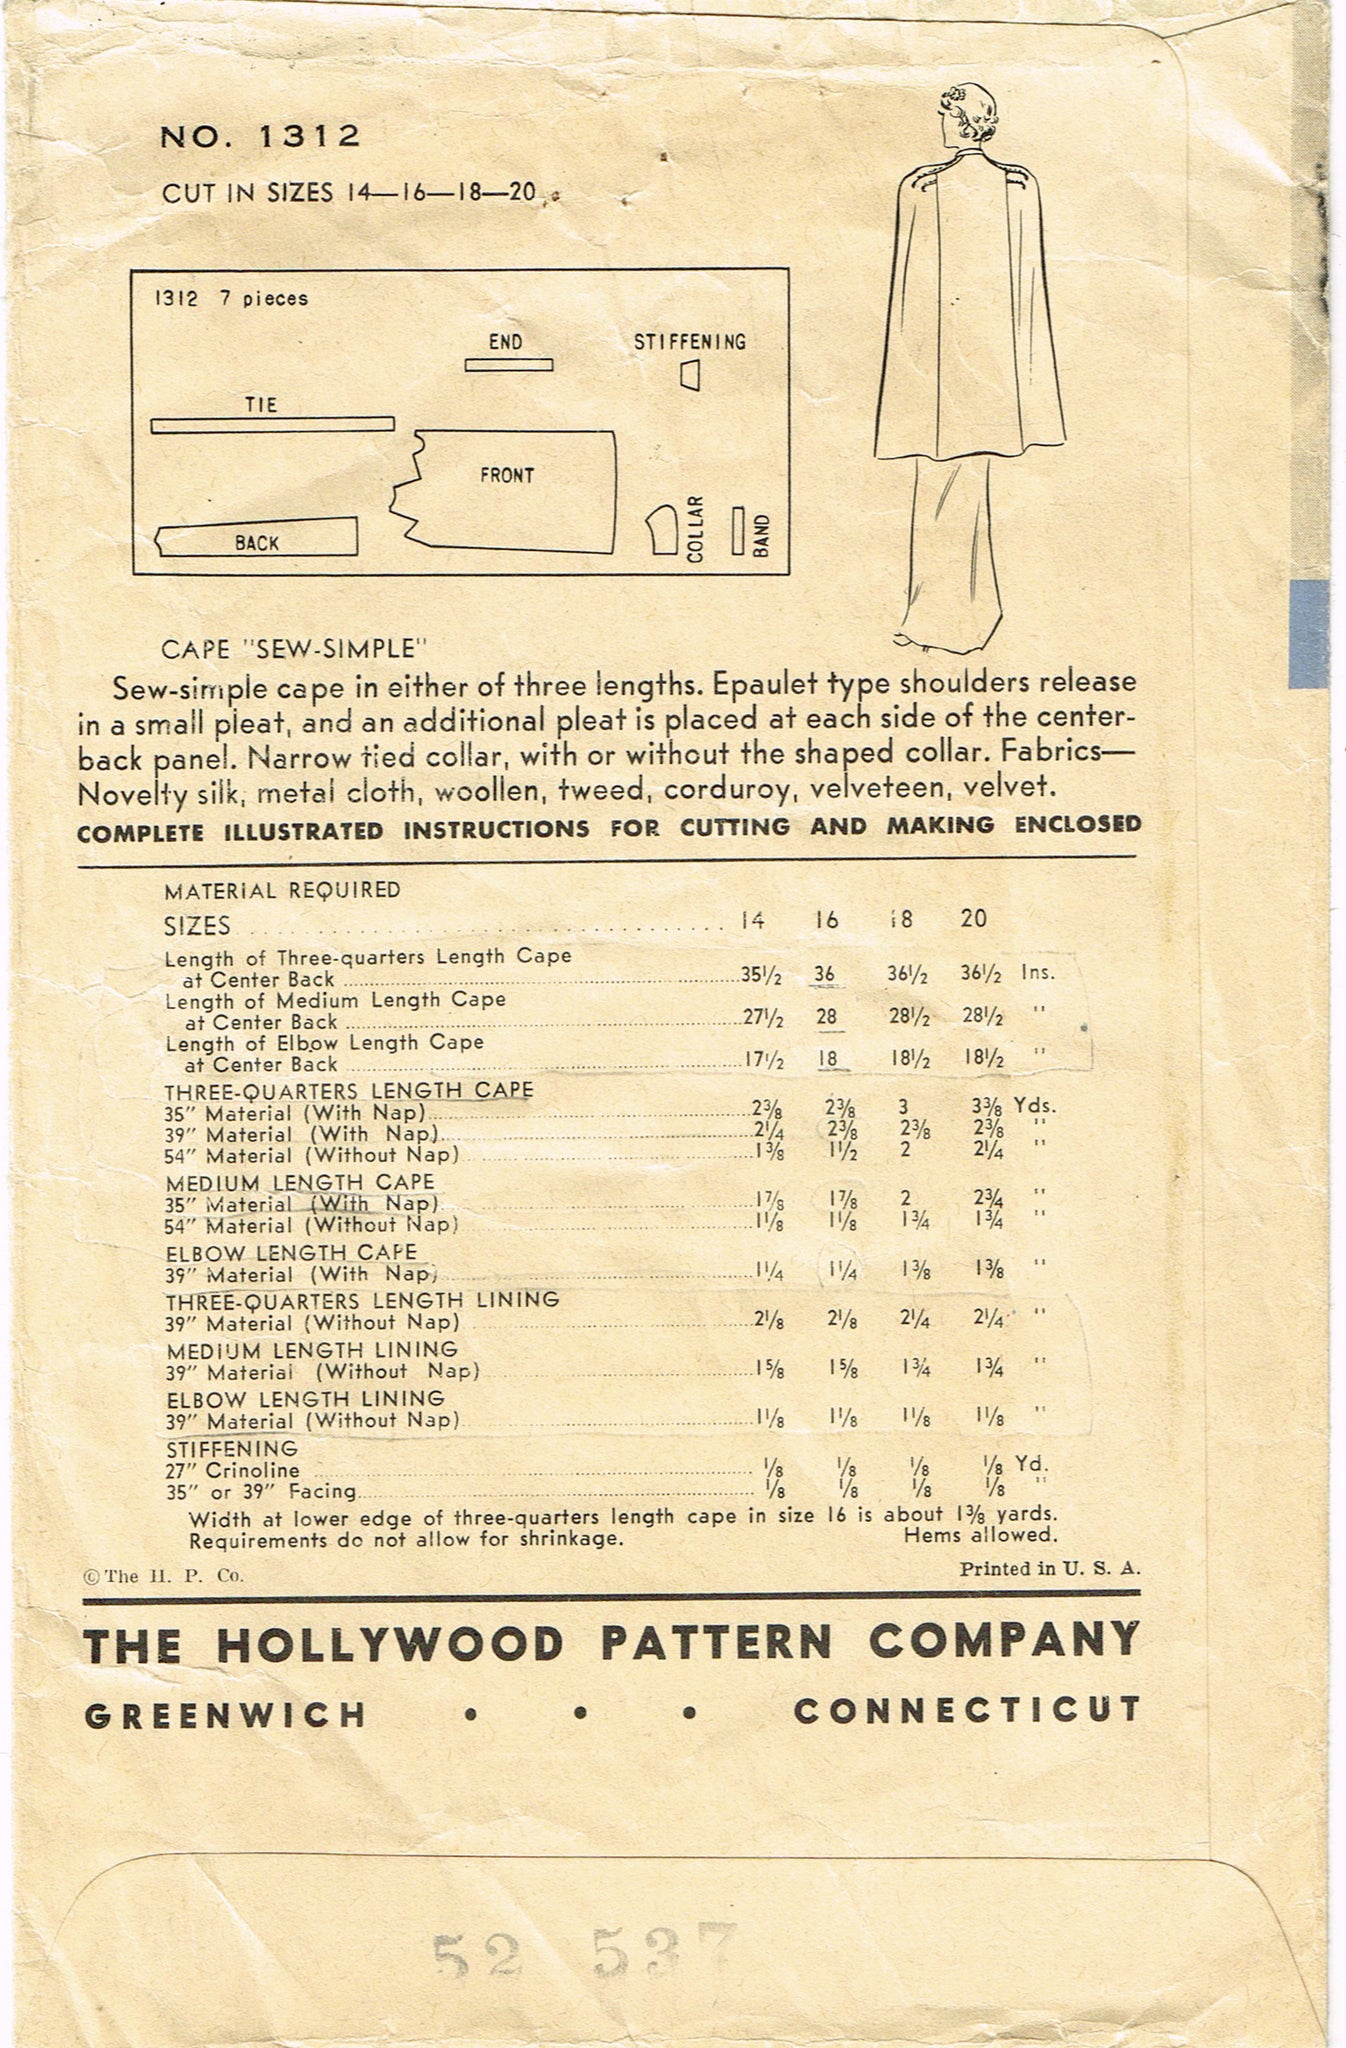 NO. 1312
CUT IN SIZES 14—16—18—20
1312 7 pieces
END
STIFFENING
TIE
FRONT
COLLAR
BAND
BACK
CAPE "SEW-SIMPLE"
Sew-simple cape in either of three lengths. Epaulet type shoulders release
in a small pleat, and an additional pleat is placed at each side of the center-
back panel. Narrow tied collar, with or without the shaped collar. Fabrics—
Novelty silk, metal cloth, woollen, tweed, corduroy, velveteen, velvet.
COMPLETE ILLUSTRATED INSTRUCTIONS FOR CUTTING AND MAKING ENCLOSED
MATERIAL REQUIRED
SIZES 14 16 18 20
Length of Three-quarters Length Cape
at Center Back 35½ 36 36½ 36½ Ins.
Length of Medium Length Cape
at Center Back 27½ 28 28½ 28½ "
Length of Elbow Length Cape
at Center Back 17½ 18 18½ 18½ "
THREE-QUARTERS LENGTH CAPE
35" Material (With Nap) 2⅜ 2⅜ 3 3⅜ Yds.
39" Material (With Nap) 2¼ 2⅜ 2⅜ 2⅜ "
54" Material (Without Nap) 1⅜ 1½ 2 2¼ "
MEDIUM LENGTH CAPE
35" Material (With Nap) 1⅞ 1⅞ 2 2¾ "
54" Material (Without Nap) 1⅛ 1⅛ 1¾ 1¾ "
ELBOW LENGTH CAPE
39" Material (With Nap) 1¼ 1¼ 1⅜ 1⅜ "
THREE-QUARTERS LENGTH LINING
39" Material (Without Nap) 2⅛ 2⅛ 2¼ 2¼ "
MEDIUM LENGTH LINING
39" Material (Without Nap) 1⅝ 1⅝ 1¾ 1¾ "
ELBOW LENGTH LINING
39" Material (Without Nap) 1⅛ 1⅛ 1⅛ 1⅛ "
STIFFENING
27" Crinoline ⅛ ⅛ ⅛ ⅛ Yd.
35" or 39" Facing ⅛ ⅛ ⅛ ⅛ "
Width at lower edge of three-quarters length cape in size 16 is about 1⅜ yards.
Requirements do not allow for shrinkage. Hems allowed.
© The H. P. Co. Printed in U. S. A.
THE HOLLYWOOD PATTERN COMPANY
GREENWICH • • • CONNECTICUT
52 537